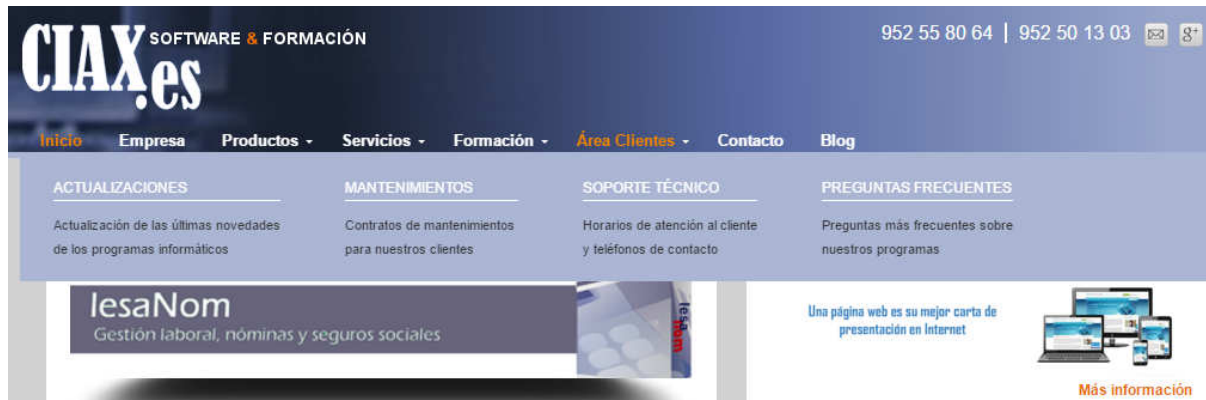 CIAX.es SOFTWARE & FORMACIÓN
952 55 80 64 | 952 50 13 03
Inicio Empresa Productos Servicios Formación Área Clientes Contacto Blog
ACTUALIZACIONES
Actualización de las últimas novedades
de los programas informáticos
MANTENIMIENTOS
Contratos de mantenimientos
para nuestros clientes
SOPORTE TÉCNICO
Horarios de atención al cliente
y teléfonos de contacto
PREGUNTAS FRECUENTES
Preguntas más frecuentes sobre
nuestros programas
IesaNom
Gestión laboral, nóminas y seguros sociales
Iesa
nom
Una página web es su mejor carta de
presentación en Internet
Más información